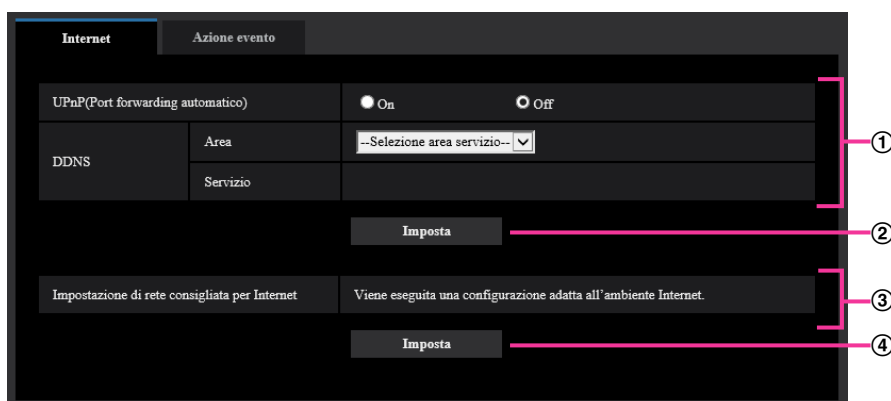 Internet Azione evento
UPnP(Port forwarding automatico) On Off
DDNS Area --Selezione area servizio--
Servizio
①
Imposta ②
Impostazione di rete consigliata per Internet Viene eseguita una configurazione adatta all'ambiente Internet. ③
Imposta ④